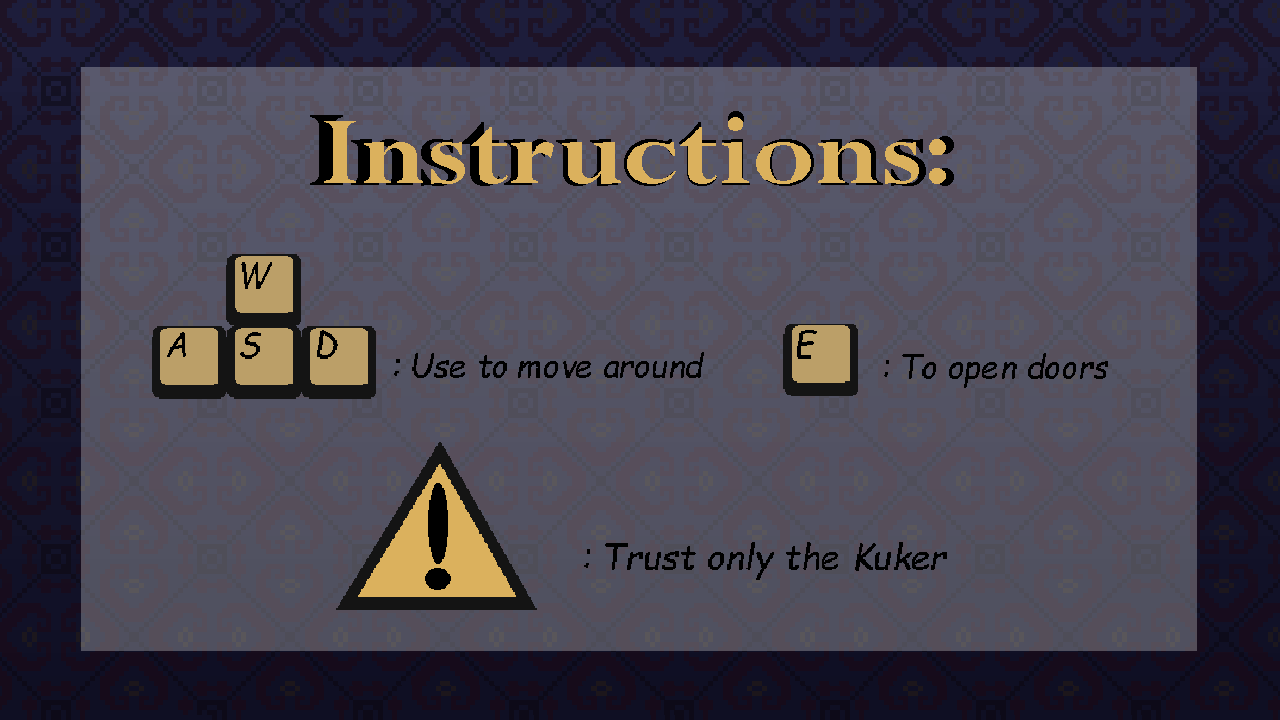 Instructions:
W
A S D : Use to move around
E : To open doors
! : Trust only the Kuker